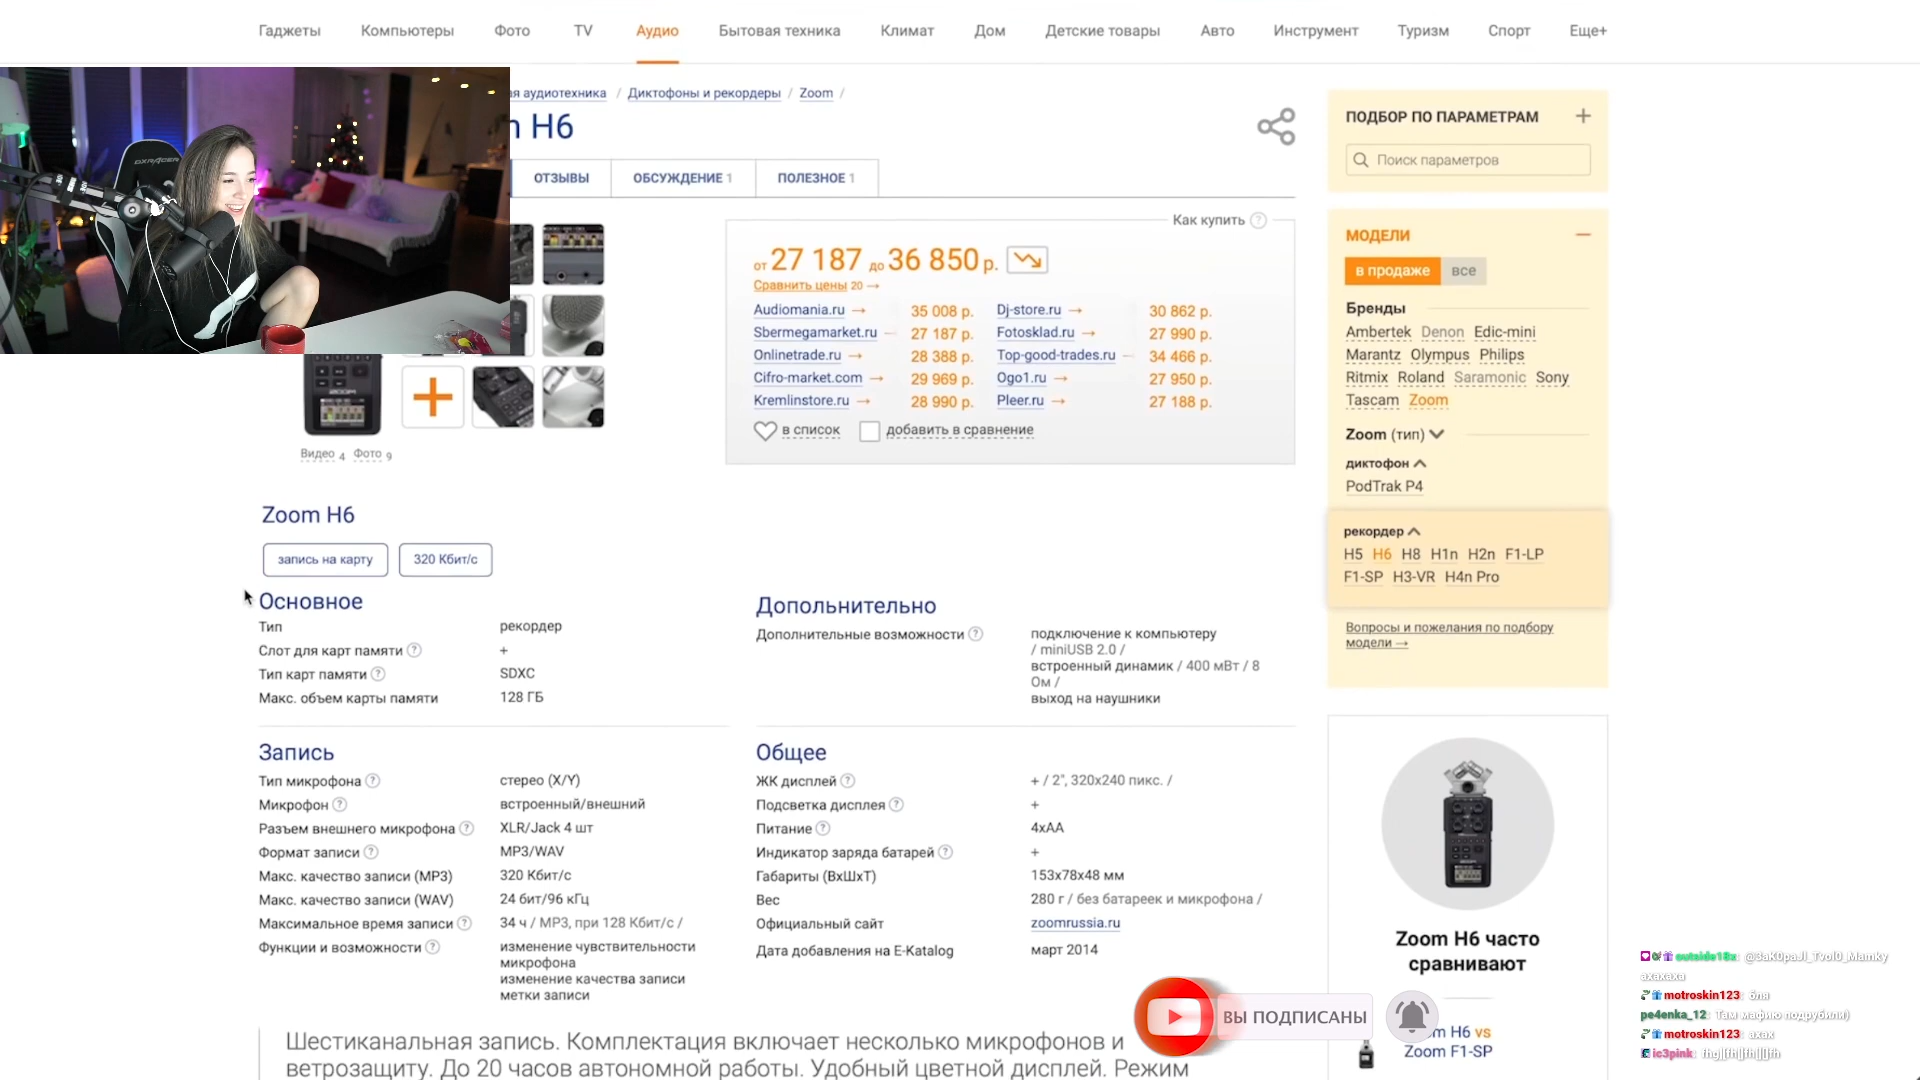 Гаджеты Компьютеры Фото TV Аудио Бытовая техника Климат Дом Детские товары Авто Инструмент Туризм Спорт Еще+
аудиотехника / Диктофоны и рекордеры / Zoom /
H6
ОТЗЫВЫ ОБСУЖДЕНИЕ 1 ПОЛЕЗНОЕ 1
DXRACER
Видео 4 Фото 9
Как купить ?
от 27 187 до 36 850 р.
Сравнить цены 20 →
Audiomania.ru → 35 008 р. Dj-store.ru → 30 862 р.
Sbermegamarket.ru 27 187 р. Fotosklad.ru → 27 990 р.
Onlinetrade.ru → 28 388 р. Top-good-trades.ru 34 466 р.
Cifro-market.com → 29 969 р. Ogo1.ru → 27 950 р.
Kremlinstore.ru → 28 990 р. Pleer.ru → 27 188 р.
в список добавить в сравнение
Zoom H6
запись на карту 320 Кбит/с
Основное
Тип рекордер
Слот для карт памяти ? +
Тип карт памяти ? SDXC
Макс. объем карты памяти 128 ГБ
Запись
Тип микрофона ? стерео (X/Y)
Микрофон ? встроенный/внешний
Разъем внешнего микрофона ? XLR/Jack 4 шт
Формат записи ? MP3/WAV
Макс. качество записи (MP3) 320 Кбит/с
Макс. качество записи (WAV) 24 бит/96 кГц
Максимальное время записи ? 34 ч / MP3, при 128 Кбит/с /
Функции и возможности ? изменение чувствительности
микрофона
изменение качества записи
метки записи
Допольнительно
Дополнительные возможности ? подключение к компьютеру
/ miniUSB 2.0 /
встроенный динамик / 400 мВт / 8
Ом /
выход на наушники
Общее
ЖК дисплей ? + / 2", 320x240 пикс. /
Подсветка дисплея ? +
Питание ? 4xAA
Индикатор заряда батарей ? +
Габариты (ВхШхТ) 153x78x48 мм
Вес 280 г / без батареек и микрофона /
Официальный сайт zoomrussia.ru
Дата добавления на E-Katalog март 2014
Шестиканальная запись. Комплектация включает несколько микрофонов и
ветрозащиту. До 20 часов автономной работы. Удобный цветной дисплей. Режим
ПОДБОР ПО ПАРАМЕТРАМ +
Поиск параметров
МОДЕЛИ −
в продаже все
Бренды
Ambertek Denon Edic-mini
Marantz Olympus Philips
Ritmix Roland Saramonic Sony
Tascam Zoom
Zoom (тип)
диктофон
PodTrak P4
рекордер
H5 H6 H8 H1n H2n F1-LP
F1-SP H3-VR H4n Pro
Вопросы и пожелания по подбору
модели →
Zoom H6 часто
сравнивают
m H6 vs
Zoom F1-SP
ВЫ ПОДПИСАНЫ
outside18x: @3aK0paJI_Tvol0_Mamky
ахахаха
motroskin123: бля
pe4enka_12: Там мафию подрубили)
motroskin123: ахах
ic3pink: